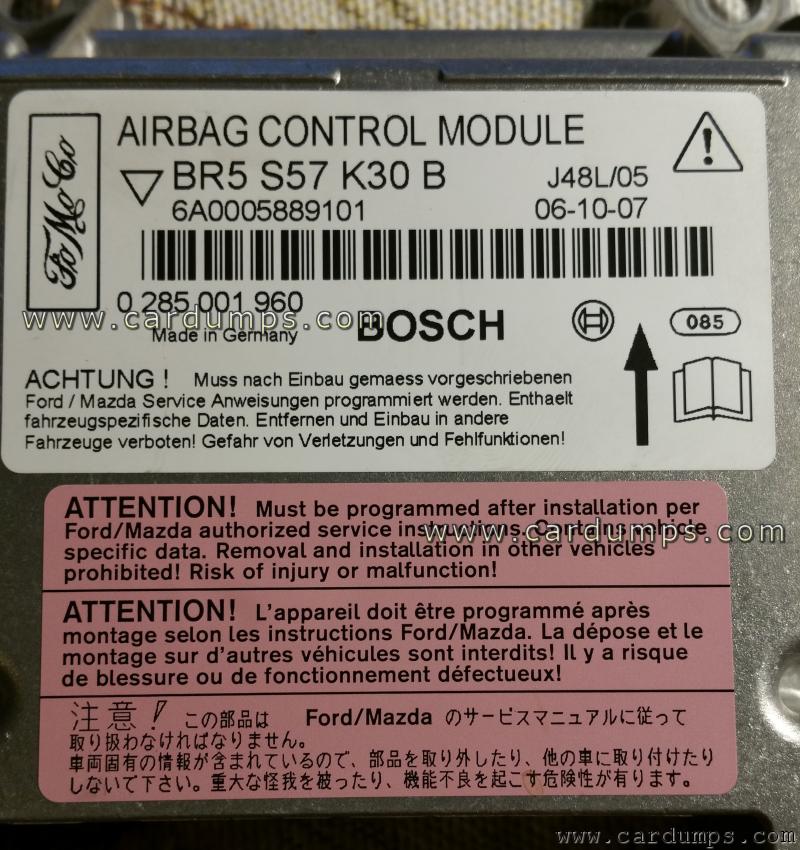 FoMoCo
AIRBAG CONTROL MODULE
BR5 S57 K30 B
J48L/05
6A0005889101
06-10-07
0 285 001 960
www.cardumps.com
Made in Germany
BOSCH
085
ACHTUNG ! Muss nach Einbau gemaess vorgeschriebenen
Ford / Mazda Service Anweisungen programmiert werden. Enthaelt
fahrzeugspezifische Daten. Entfernen und Einbau in andere
Fahrzeuge verboten! Gefahr von Verletzungen und Fehlfunktionen!
ATTENTION! Must be programmed after installation per
Ford/Mazda authorized service instructions. Contains vehicle
www.cardumps.com
specific data. Removal and installation in other vehicles
prohibited! Risk of injury or malfunction!
ATTENTION! L'appareil doit être programmé après
montage selon les instructions Ford/Mazda. La dépose et le
montage sur d'autres véhicules sont interdits! Il y a risque
de blessure ou de fonctionnement défectueux!
注意! この部品は Ford/Mazda のサービスマニュアルに従って
取り扱わなければなりません。
車両固有の情報が含まれているので、部品を取り外したり、他の車に取り付けたり
しないで下さい。重大な怪我を被ったり、機能不良を起こす危険性が有ります。
www.cardumps.com